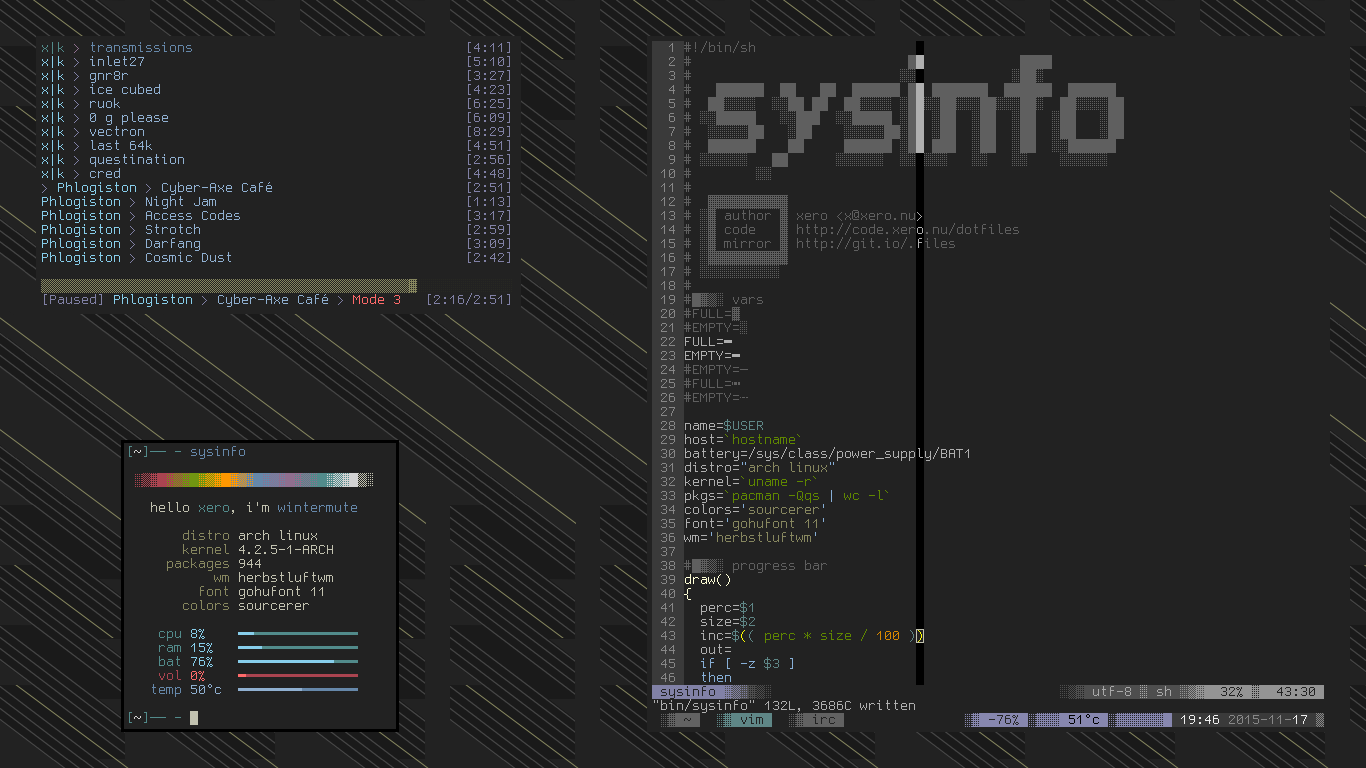 x|k > transmissions [4:11]
x|k > inlet27 [5:10]
x|k > gnr8r [3:27]
x|k > ice cubed [4:23]
x|k > ruok [6:25]
x|k > 0 g please [6:09]
x|k > vectron [8:29]
x|k > last 64k [4:51]
x|k > questination [2:56]
x|k > cred [4:48]
> Phlogiston > Cyber-Axe Café [2:51]
Phlogiston > Night Jam [1:13]
Phlogiston > Access Codes [3:17]
Phlogiston > Strotch [2:59]
Phlogiston > Darfang [3:09]
Phlogiston > Cosmic Dust [2:42]
[Paused] Phlogiston > Cyber-Axe Café > Mode 3 [2:16/2:51]
[~]── - sysinfo
hello xero, i'm wintermute
distro arch linux
kernel 4.2.5-1-ARCH
packages 944
wm herbstluftwm
font gohufont 11
colors sourcerer
cpu 8%
ram 15%
bat 76%
vol 0%
temp 50°c
[~]── -
1 #!/bin/sh
2 #
3 #
4 #
5 #
6 # sysinfo
7 #
8 #
9 #
10 #
11 #
12 #
13 # author xero <x@xero.nu>
14 # code http://code.xero.nu/dotfiles
15 # mirror http://git.io/.files
16 #
17 #
18 #
19 #▓▓▒░ vars
20 #FULL=▓
21 #EMPTY=░
22 FULL=━
23 EMPTY=━
24 #EMPTY=─
25 #FULL=┅
26 #EMPTY=┄
27
28 name=$USER
29 host=`hostname`
30 battery=/sys/class/power_supply/BAT1
31 distro="arch linux"
32 kernel=`uname -r`
33 pkgs=`pacman -Qqs | wc -l`
34 colors='sourcerer'
35 font='gohufont 11'
36 wm='herbstluftwm'
37
38 #▓▓▒░ progress bar
39 draw()
40 {
41 perc=$1
42 size=$2
43 inc=$(( perc * size / 100 ))
44 out=
45 if [ -z $3 ]
46 then
sysinfo utf-8 sh 32% 43:30
"bin/sysinfo" 132L, 3686C written
~ vim irc -76% 51°c 19:46 2015-11-17